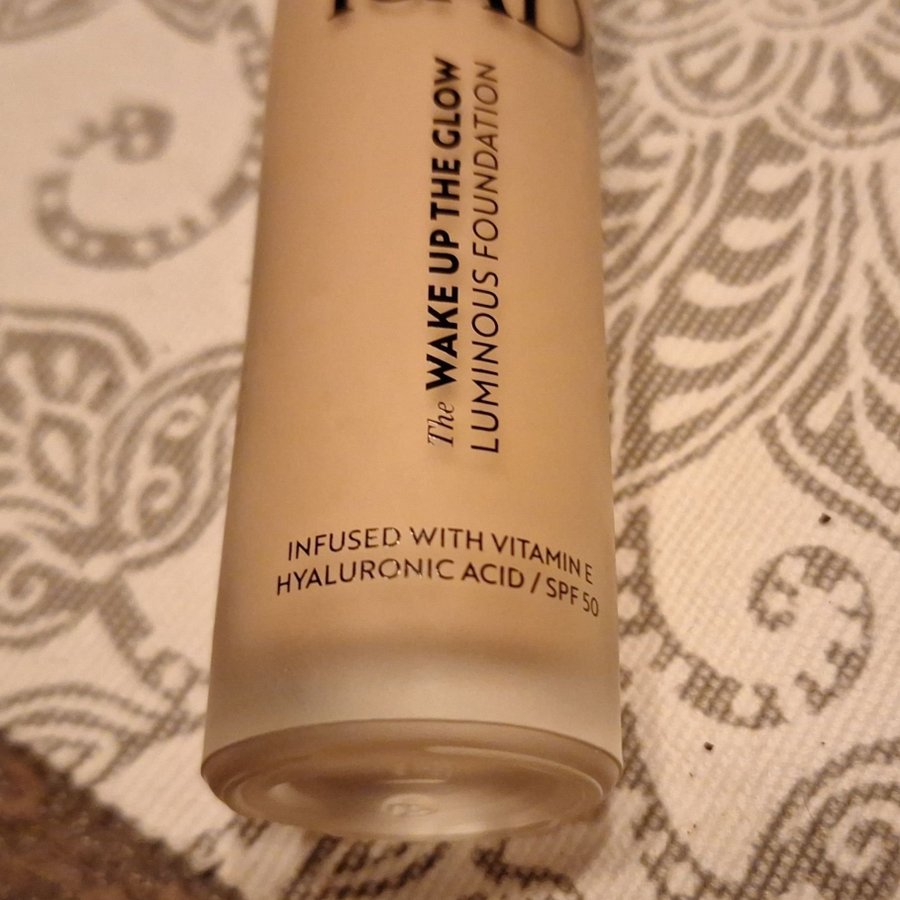 The WAKE UP THE GLOW
LUMINOUS FOUNDATION
INFUSED WITH VITAMIN E
HYALURONIC ACID / SPF 50